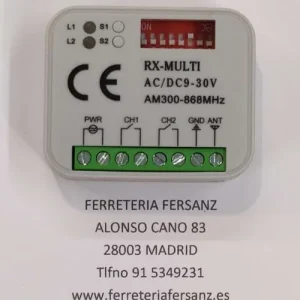 L1 S1
L2 S2
ON
RX-MULTI
CE
AC/DC9-30V
AM300-868MHz
PWR CH1 CH2 GND ANT
FERRETERIA FERSANZ
ALONSO CANO 83
28003 MADRID
Tlfno 91 5349231
www.ferreteriafersanz.es